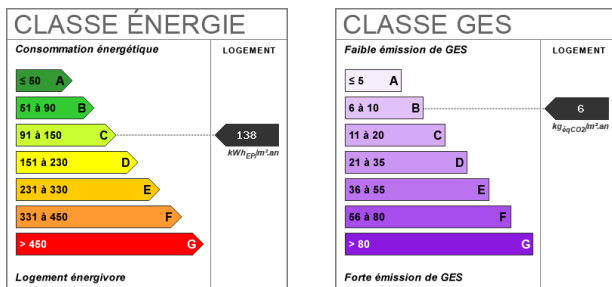 CLASSE ÉNERGIE
Consommation énergétique
LOGEMENT
≤ 50 A
51 à 90 B
91 à 150 C
138
kWhEP/m².an
151 à 230 D
231 à 330 E
331 à 450 F
> 450 G
Logement énergivore
CLASSE GES
Faible émission de GES
LOGEMENT
≤ 5 A
6 à 10 B
6
kgéqCO2/m².an
11 à 20 C
21 à 35 D
36 à 55 E
56 à 80 F
> 80 G
Forte émission de GES